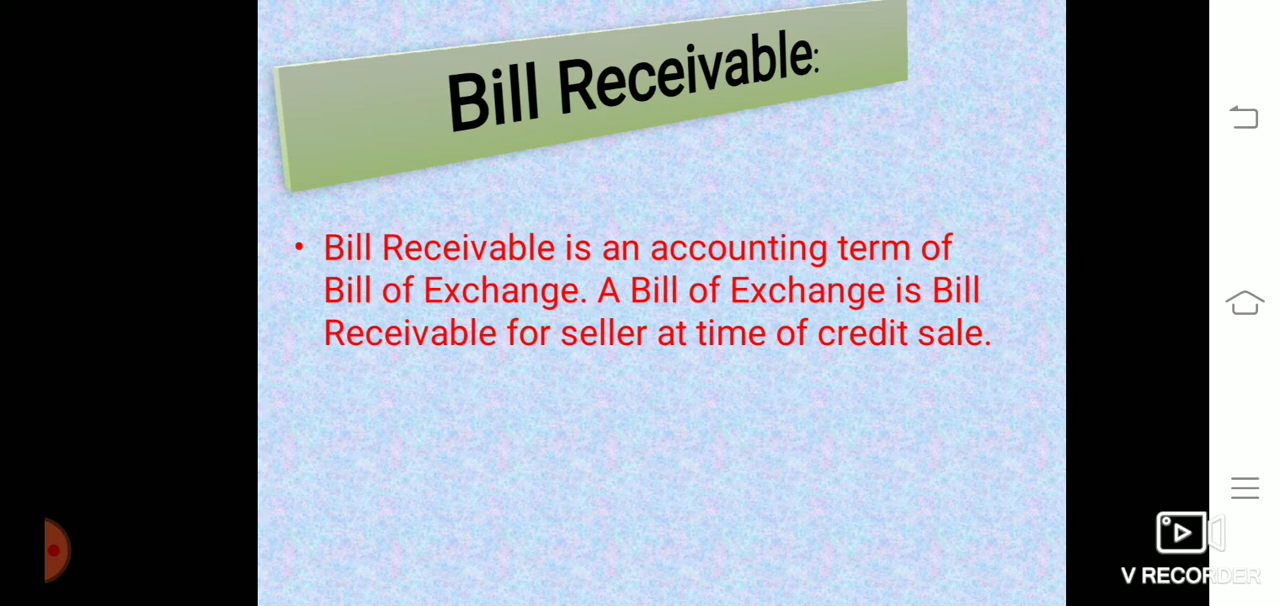 Bill Receivable:
• Bill Receivable is an accounting term of
Bill of Exchange. A Bill of Exchange is Bill
Receivable for seller at time of credit sale.
V RECORDER